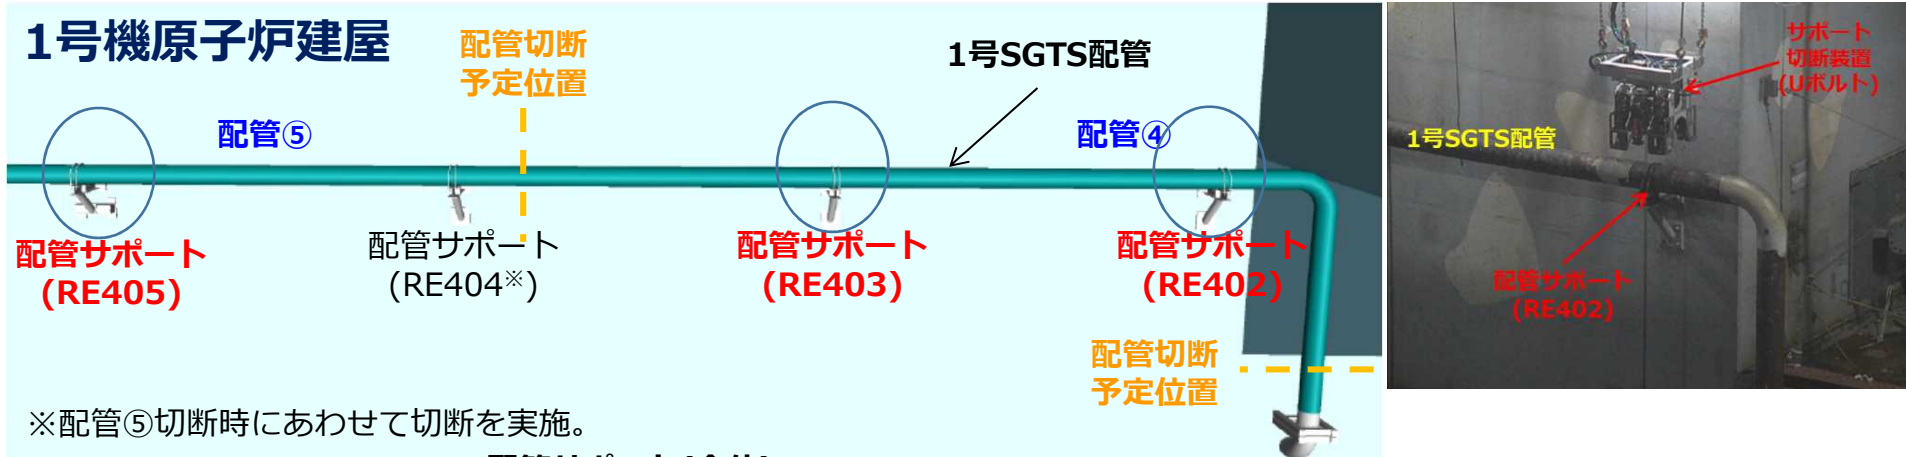 1号機原子炉建屋
配管切断
予定位置
1号SGTS配管
配管⑤
配管④
配管サポート
(RE405)
配管サポート
(RE404※)
配管サポート
(RE403)
配管サポート
(RE402)
配管切断
予定位置
※配管⑤切断時にあわせて切断を実施。
サポート
切断装置
(Uボルト)
1号SGTS配管
配管サポート
(RE402)